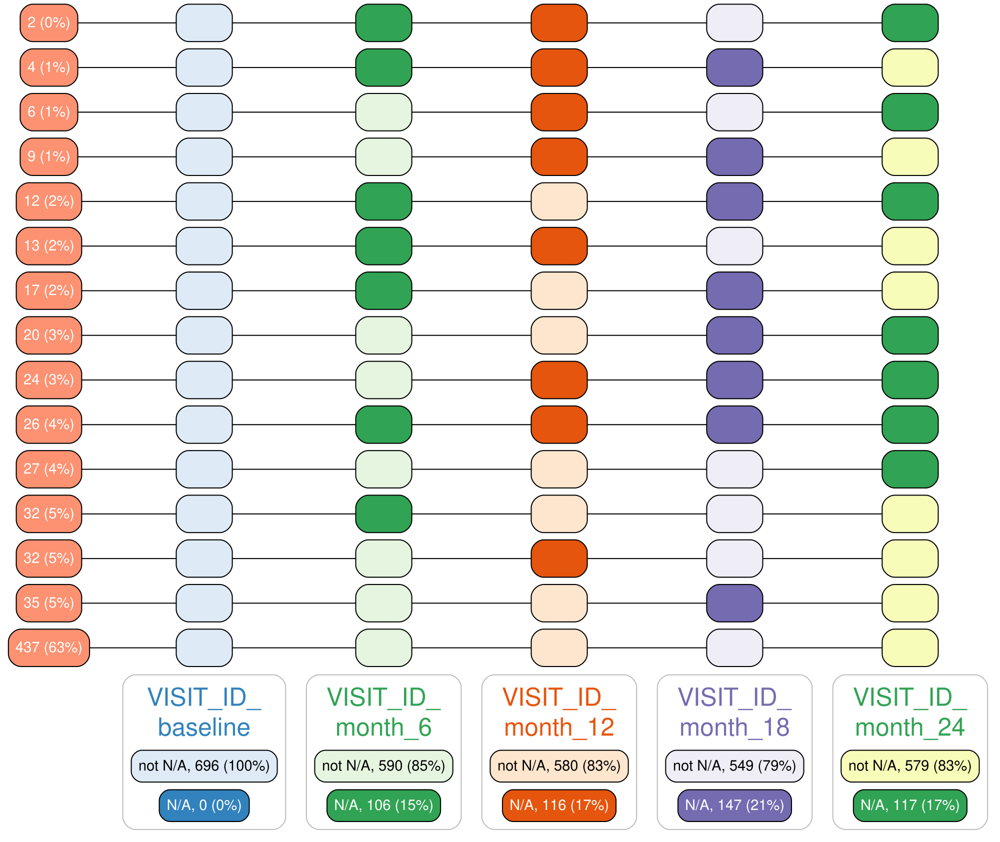 2 (0%)
4 (1%)
6 (1%)
9 (1%)
12 (2%)
13 (2%)
17 (2%)
20 (3%)
24 (3%)
26 (4%)
27 (4%)
32 (5%)
32 (5%)
35 (5%)
437 (63%)
VISIT_ID_
baseline
not N/A, 696 (100%)
N/A, 0 (0%)
VISIT_ID_
month_6
not N/A, 590 (85%)
N/A, 106 (15%)
VISIT_ID_
month_12
not N/A, 580 (83%)
N/A, 116 (17%)
VISIT_ID_
month_18
not N/A, 549 (79%)
N/A, 147 (21%)
VISIT_ID_
month_24
not N/A, 579 (83%)
N/A, 117 (17%)